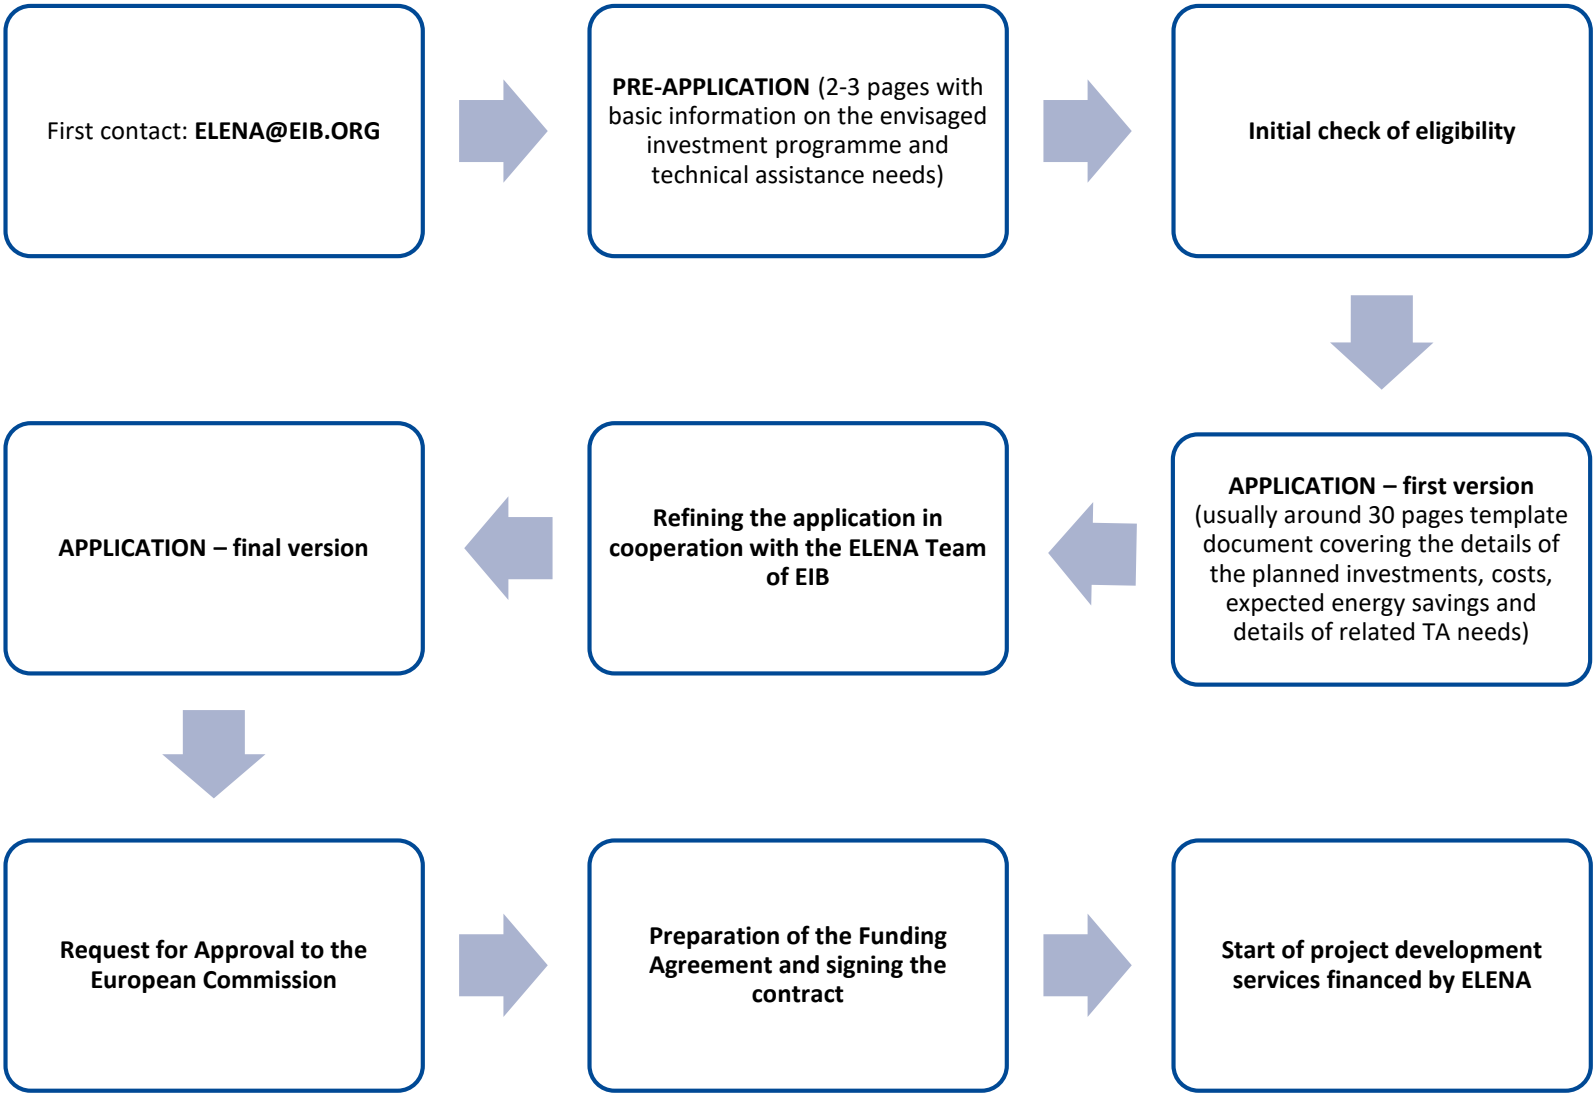 First contact: ELENA@EIB.ORG
PRE-APPLICATION (2-3 pages with
basic information on the envisaged
investment programme and
technical assistance needs)
Initial check of eligibility
APPLICATION – first version
(usually around 30 pages template
document covering the details of
the planned investments, costs,
expected energy savings and
details of related TA needs)
Refining the application in
cooperation with the ELENA Team
of EIB
APPLICATION – final version
Request for Approval to the
European Commission
Preparation of the Funding
Agreement and signing the
contract
Start of project development
services financed by ELENA